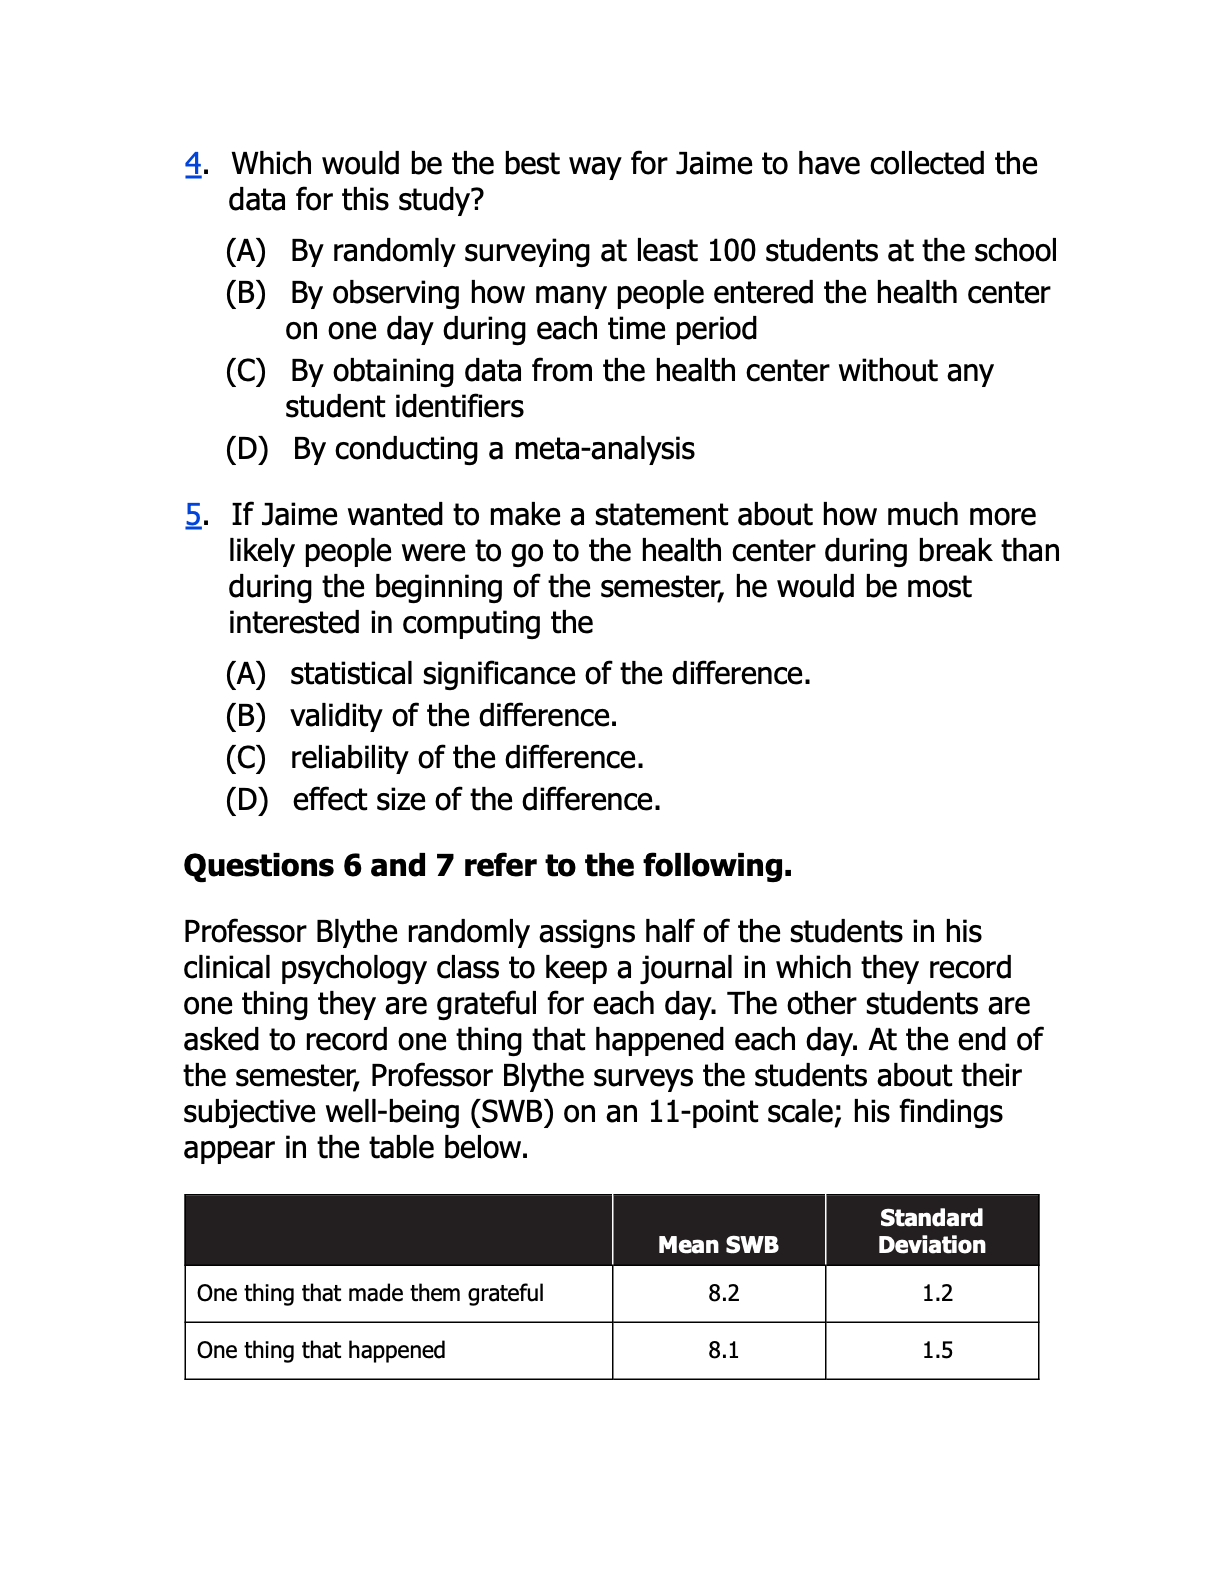 4. Which would be the best way for Jaime to have collected the
data for this study?
(A) By randomly surveying at least 100 students at the school
(B) By observing how many people entered the health center
on one day during each time period
(C) By obtaining data from the health center without any
student identifiers
(D) By conducting a meta-analysis
5. If Jaime wanted to make a statement about how much more
likely people were to go to the health center during break than
during the beginning of the semester, he would be most
interested in computing the
(A) statistical significance of the difference.
(B) validity of the difference.
(C) reliability of the difference.
(D) effect size of the difference.
Questions 6 and 7 refer to the following.
Professor Blythe randomly assigns half of the students in his
clinical psychology class to keep a journal in which they record
one thing they are grateful for each day. The other students are
asked to record one thing that happened each day. At the end of
the semester, Professor Blythe surveys the students about their
subjective well-being (SWB) on an 11-point scale; his findings
appear in the table below.
Mean SWB
Standard
Deviation
One thing that made them grateful 8.2 1.2
One thing that happened 8.1 1.5